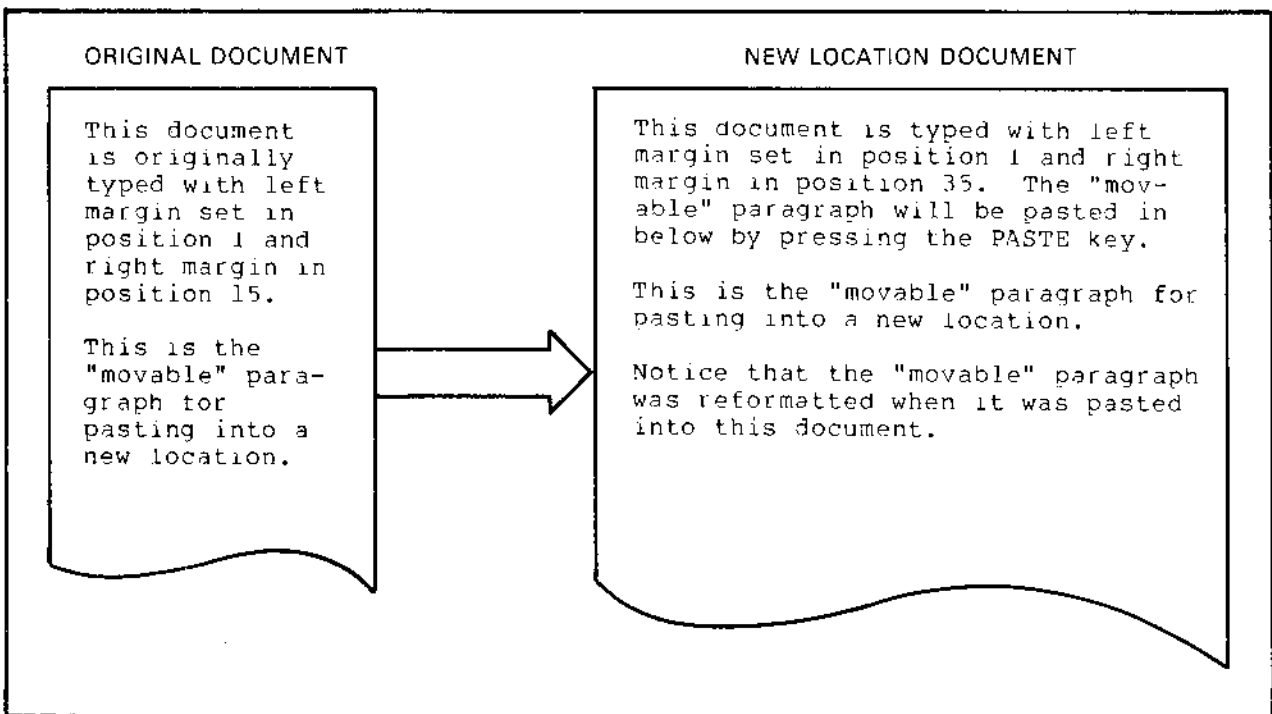 ORIGINAL DOCUMENT
This document
is originally
typed with left
margin set in
position 1 and
right margin in
position 15.
This is the
"movable" para-
graph for
pasting into a
new location.
NEW LOCATION DOCUMENT
This document is typed with left
margin set in position 1 and right
margin in position 35. The "mov-
able" paragraph will be pasted in
below by pressing the PASTE key.
This is the "movable" paragraph for
pasting into a new location.
Notice that the "movable" paragraph
was reformatted when it was pasted
into this document.